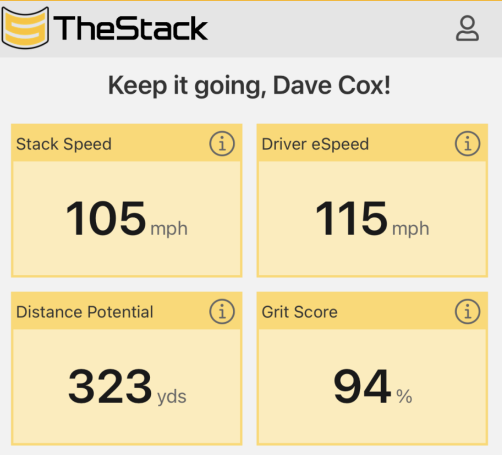 TheStack
Keep it going, Dave Cox!
Stack Speed
Driver eSpeed
105 mph
115 mph
Distance Potential
Grit Score
323 yds
94 %